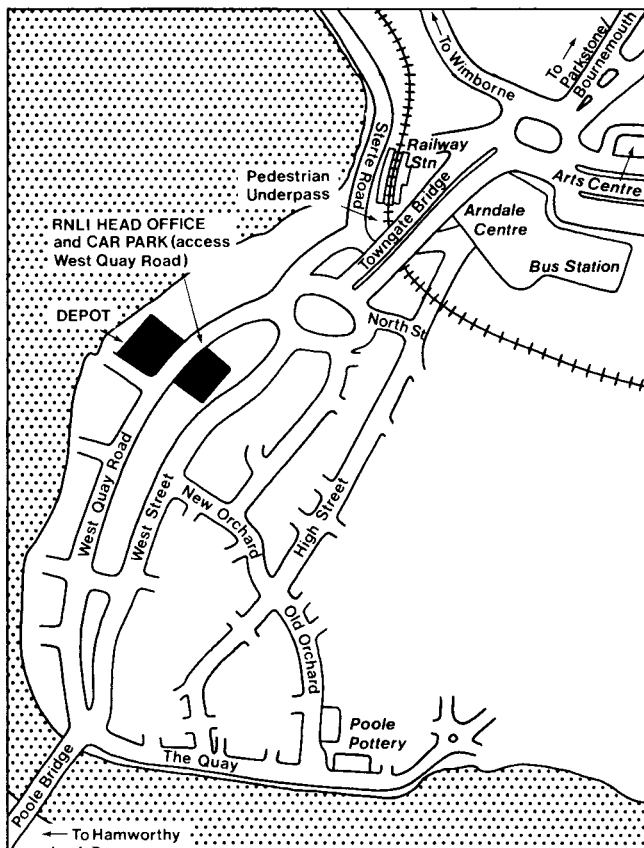 To Wimborne
To
Parkstone/
Bournemouth
Sterte Road
Railway
Stn
Pedestrian
Underpass
Arts Centre
Towngate Bridge
Arndale
Centre
RNLI HEAD OFFICE
and CAR PARK (access
West Quay Road)
Bus Station
DEPOT
North St
West Quay Road
West Street
New Orchard
High Street
Old Orchard
Poole
Pottery
The Quay
Poole Bridge
To Hamworthy